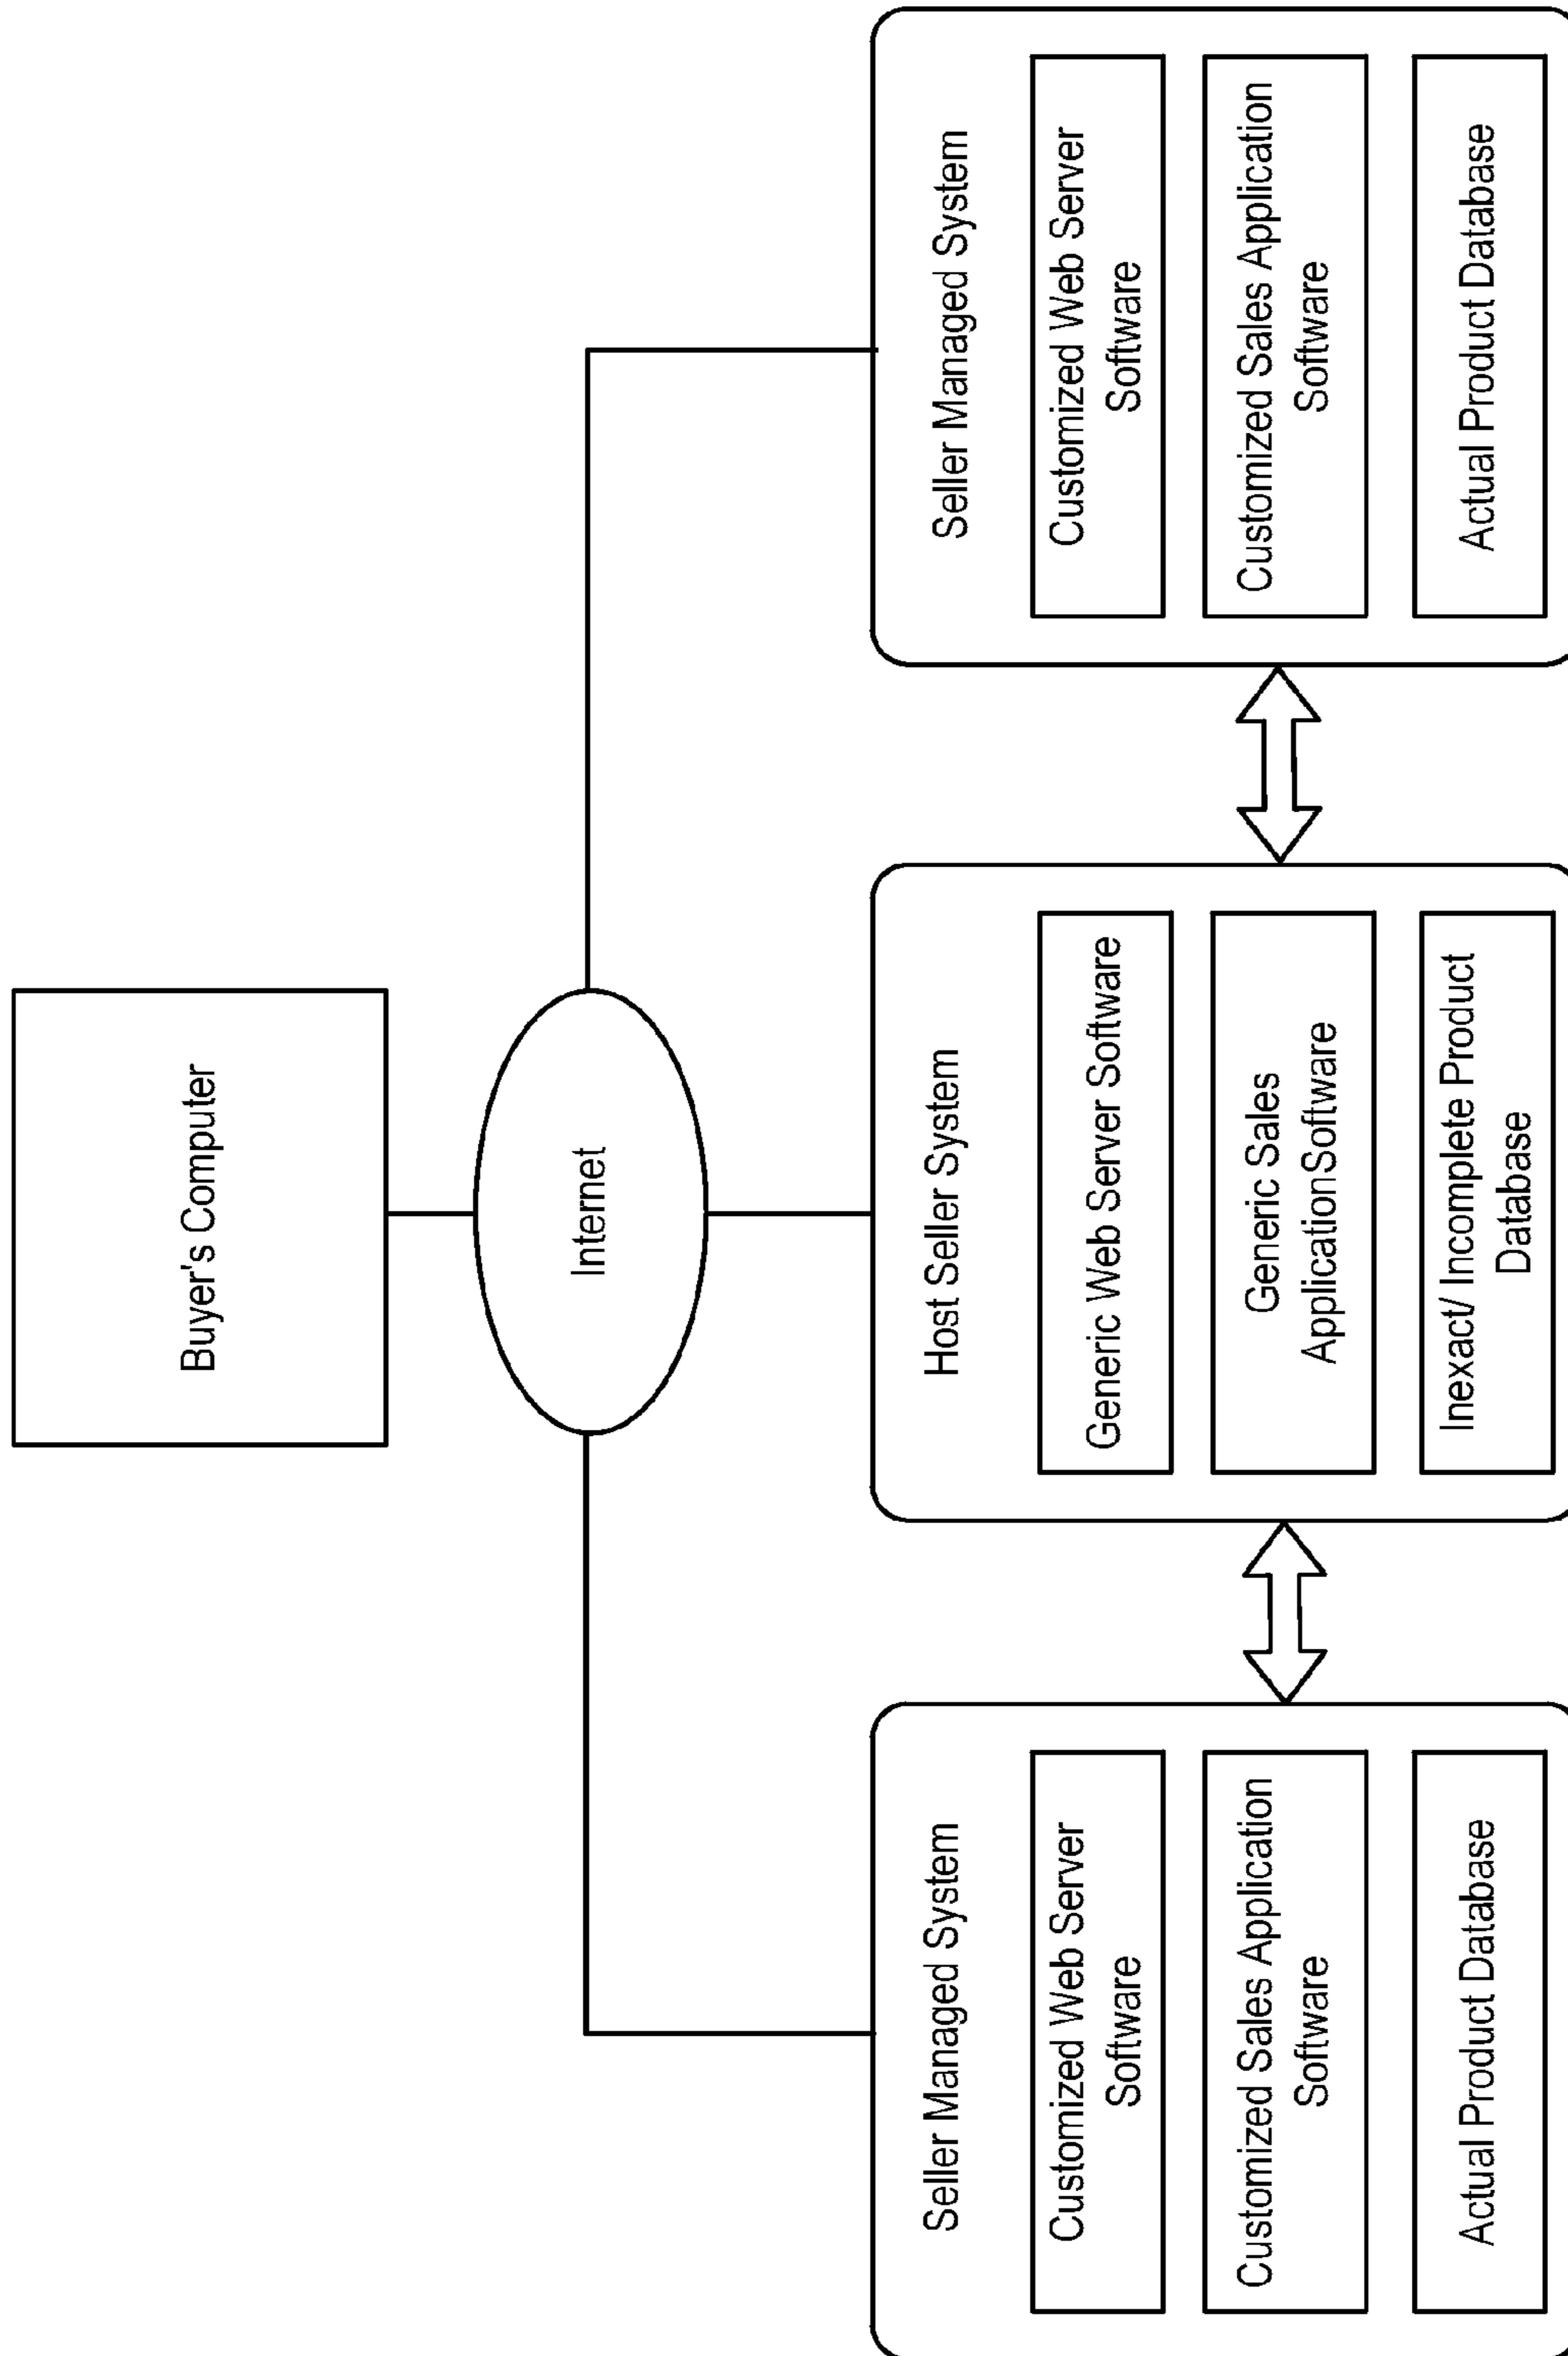 Buyer's Computer
Internet
Seller Managed System
Customized Web Server
Software
Customized Sales Application
Software
Actual Product Database
Host Seller System
Generic Web Server Software
Generic Sales
ApplicationSoftware
Inexact/ Incomplete Product
Database
Seller Managed System
Customized Web Server
Software
Customized Sales Application
Software
Actual Product Database